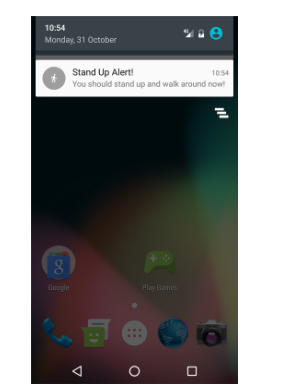 10:54
Monday, 31 October
Stand Up Alert!
10:54
You should stand up and walk around now!
Google
Play Games